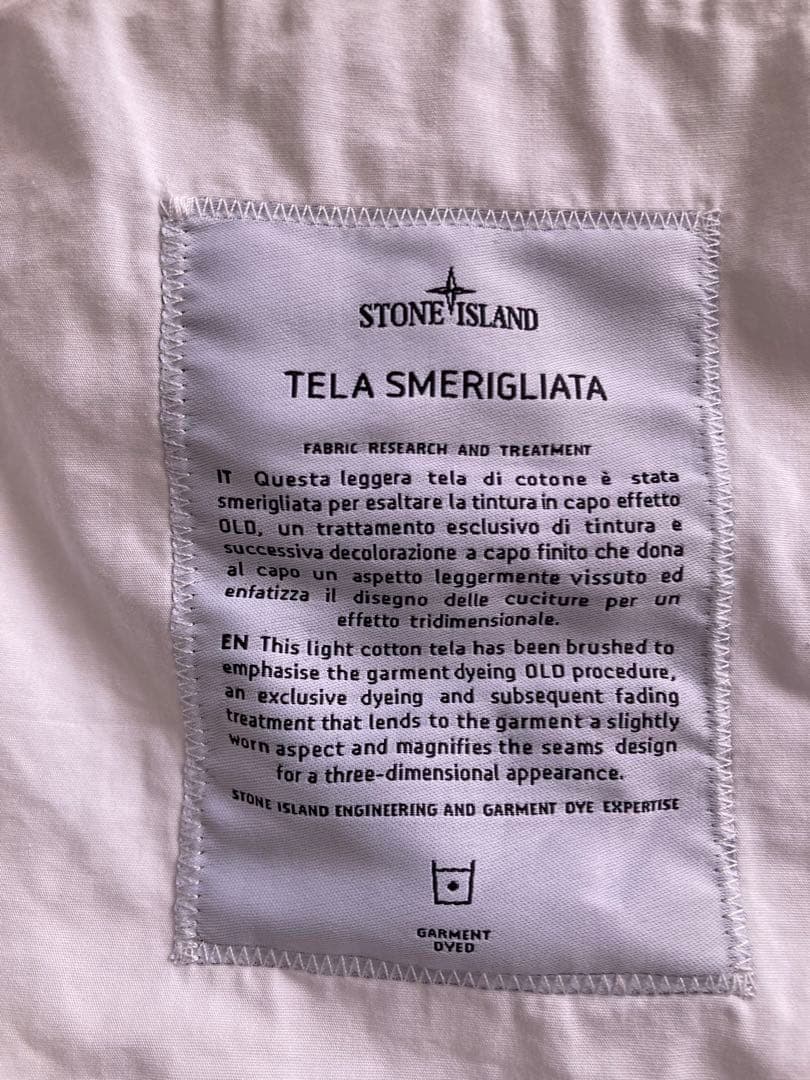 STONE ISLAND
TELA SMERIGLIATA
FABRIC RESEARCH AND TREATMENT
IT Questa leggera tela di cotone è stata
smerigliata per esaltare la tintura in capo effetto
OLD, un trattamento esclusivo di tintura e
successiva decolorazione a capo finito che dona
al capo un aspetto leggermente vissuto ed
enfatizza il disegno delle cuciture per un
effetto tridimensionale.
EN This light cotton tela has been brushed to
emphasise the garment dyeing OLD procedure,
an exclusive dyeing and subsequent fading
treatment that lends to the garment a slightly
worn aspect and magnifies the seams design
for a three-dimensional appearance.
STONE ISLAND ENGINEERING AND GARMENT DYE EXPERTISE
GARMENT
DYED